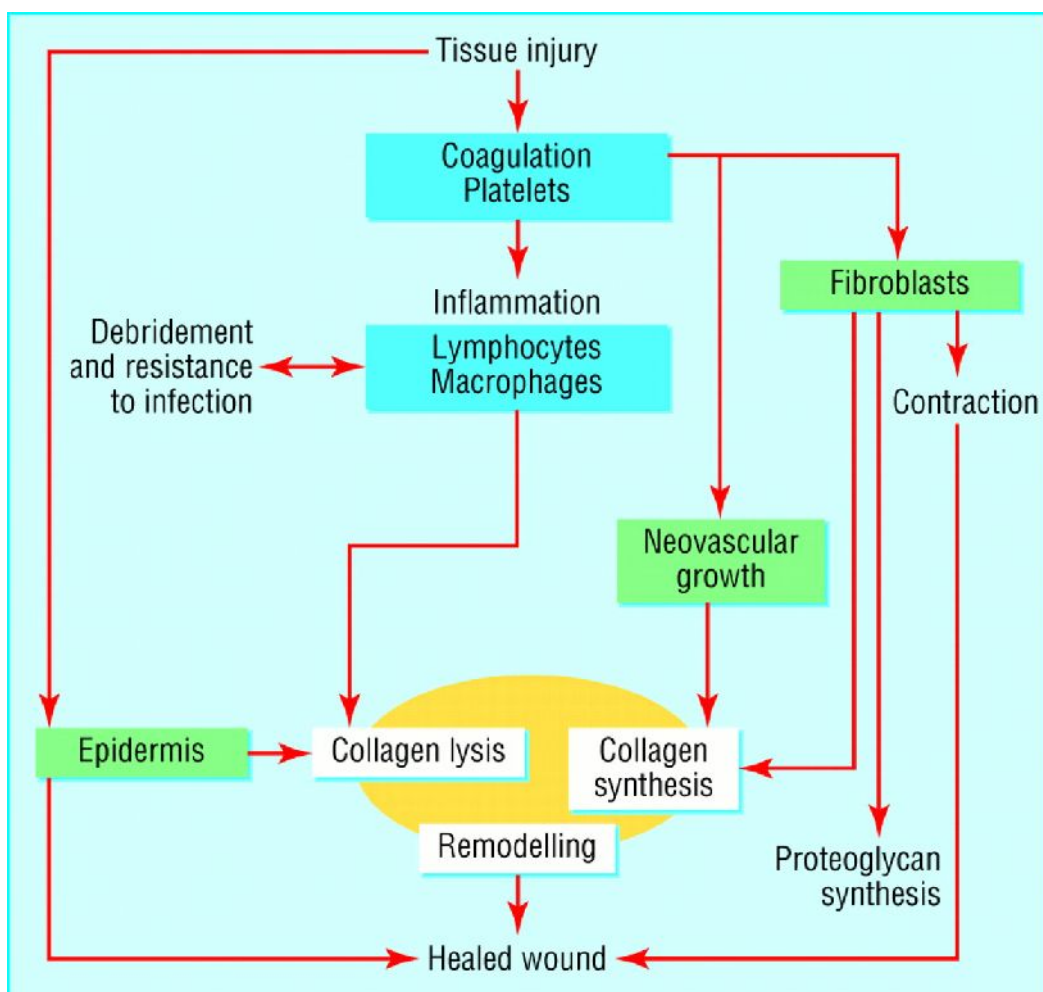 Tissue injury
Coagulation
Platelets
Fibroblasts
Inflammation
Debridement
and resistance
to infection
Lymphocytes
Macrophages
Contraction
Neovascular
growth
Epidermis
Collagen lysis
Collagen
synthesis
Remodelling
Proteoglycan
synthesis
Healed wound